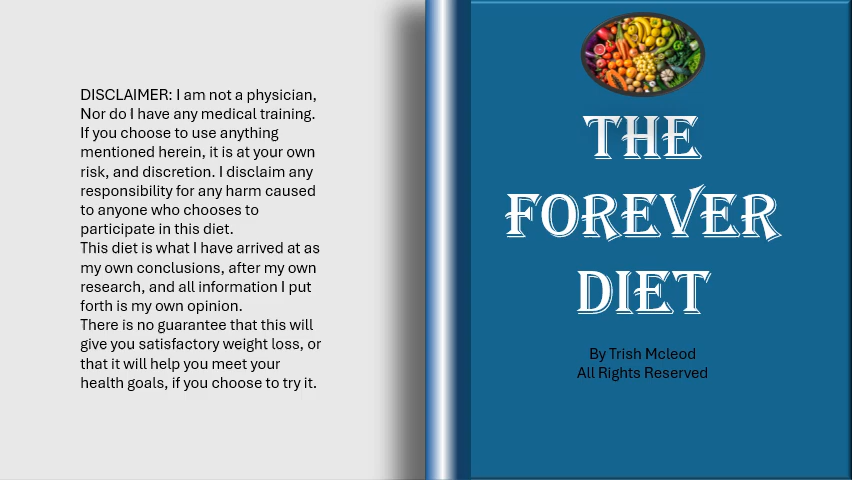 DISCLAIMER: I am not a physician,
Nor do I have any medical training.
If you choose to use anything
mentioned herein, it is at your own
risk, and discretion. I disclaim any
responsibility for any harm caused
to anyone who chooses to
participate in this diet.
This diet is what I have arrived at as
my own conclusions, after my own
research, and all information I put
forth is my own opinion.
There is no guarantee that this will
give you satisfactory weight loss, or
that it will help you meet your
health goals, if you choose to try it.
THE
FOREVER
DIET
By Trish Mcleod
All Rights Reserved